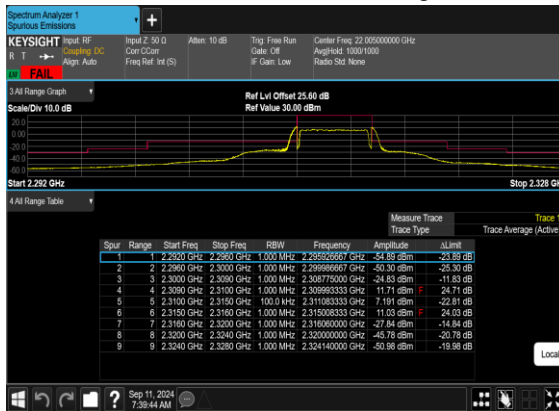 Spectrum Analyzer 1
Spurious Emissions
KEYSIGHT Input: RF Input Z: 50 Ω Atten: 10 dB Trig: Free Run Center Freq: 22.005000000 GHz
R T Coupling: DC Corr CCorr Gate: Off Avg|Hold: 1000/1000
Align: Auto Freq Ref: Int (S) IF Gain: Low Radio Std: None
FAIL
3 All Range Graph
Ref Lvl Offset 25.60 dB
Scale/Div 10.0 dB Ref Value 30.00 dBm
20.0
0.00
-20.0
-40.0
-60.0
Start 2.292 GHz Stop 2.328 GH
4 All Range Table
Measure Trace Trace 1
Trace Type Trace Average (Active
Spur Range Start Freq Stop Freq RBW Frequency Amplitude ΔLimit
1 1 2.2920 GHz 2.2960 GHz 1.000 MHz 2.295926667 GHz -54.89 dBm -23.89 dB
2 2 2.2960 GHz 2.3000 GHz 1.000 MHz 2.299986667 GHz -50.30 dBm -25.30 dB
3 3 2.3000 GHz 2.3090 GHz 1.000 MHz 2.308775000 GHz -24.83 dBm -11.83 dB
4 4 2.3090 GHz 2.3100 GHz 1.000 MHz 2.309993333 GHz 11.71 dBm F 24.71 dB
5 5 2.3100 GHz 2.3150 GHz 100.0 kHz 2.311083333 GHz 7.191 dBm -22.81 dB
6 6 2.3150 GHz 2.3160 GHz 1.000 MHz 2.315008333 GHz 11.03 dBm F 24.03 dB
7 7 2.3160 GHz 2.3200 GHz 1.000 MHz 2.316060000 GHz -27.84 dBm -14.84 dB
8 8 2.3200 GHz 2.3240 GHz 1.000 MHz 2.320000000 GHz -45.78 dBm -20.78 dB
9 9 2.3240 GHz 2.3280 GHz 1.000 MHz 2.324140000 GHz -50.98 dBm -19.98 dB
Local
Sep 11, 2024
7:39:44 AM